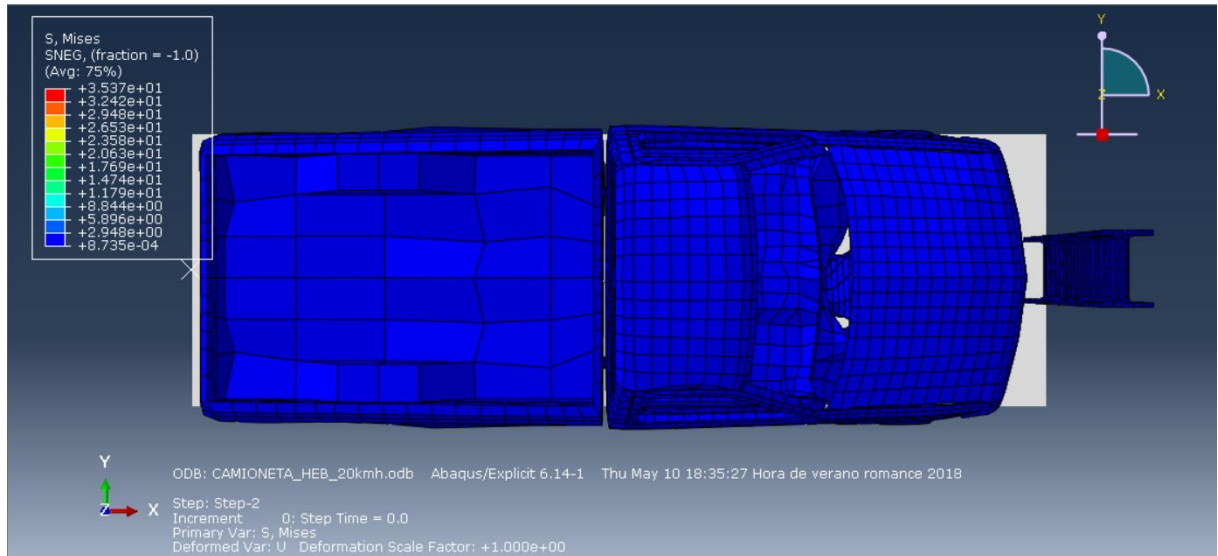 S, Mises
SNEG, (fraction = -1.0)
(Avg: 75%)
+3.537e+01
+3.242e+01
+2.948e+01
+2.653e+01
+2.358e+01
+2.063e+01
+1.769e+01
+1.474e+01
+1.179e+01
+8.844e+00
+5.896e+00
+2.948e+00
+8.735e-04
Y
Z
X
Y
Z
X
ODB: CAMIONETA_HEB_20kmh.odb Abaqus/Explicit 6.14-1 Thu May 10 18:35:27 Hora de verano romance 2018
Step: Step-2
Increment 0: Step Time = 0.0
Primary Var: S, Mises
Deformed Var: U Deformation Scale Factor: +1.000e+00